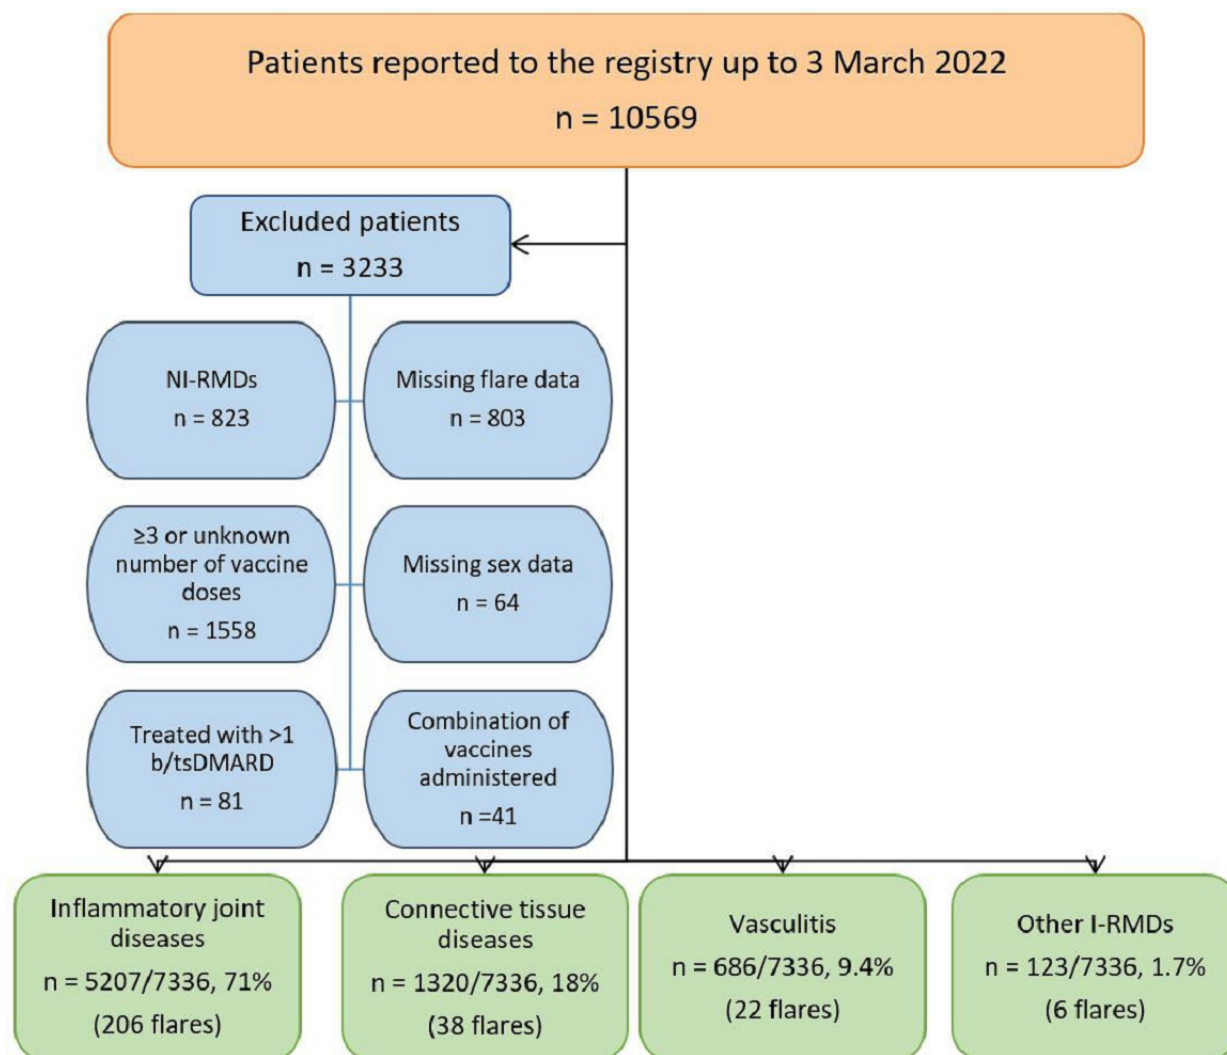 Patients reported to the registry up to 3 March 2022
n = 10569
Excluded patients
n = 3233
NI-RMDs
n = 823
Missing flare data
n = 803
≥3 or unknown
number of vaccine
doses
n = 1558
Missing sex data
n = 64
Treated with >1
b/tsDMARD
n = 81
Combination of
vaccines
administered
n =41
Inflammatory joint
diseases
n = 5207/7336, 71%
(206 flares)
Connective tissue
diseases
n = 1320/7336, 18%
(38 flares)
Vasculitis
n = 686/7336, 9.4%
(22 flares)
Other I-RMDs
n = 123/7336, 1.7%
(6 flares)